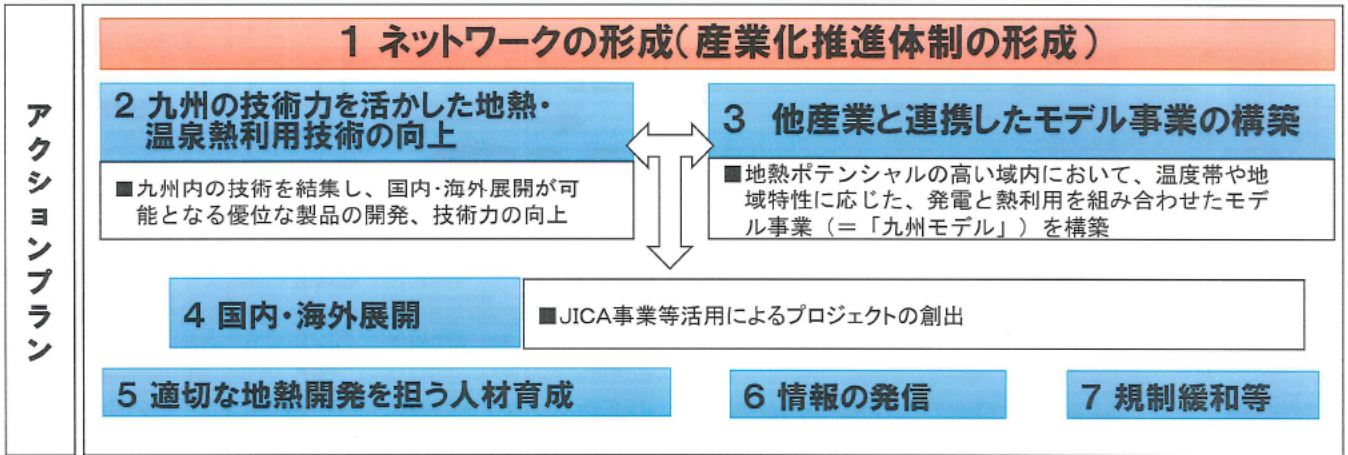 アクションプラン
1 ネットワークの形成(産業化推進体制の形成)
2 九州の技術力を活かした地熱・
温泉熱利用技術の向上
■九州内の技術を結集し、国内・海外展開が可
能となる優位な製品の開発、技術力の向上
3 他産業と連携したモデル事業の構築
■地熱ポテンシャルの高い域内において、温度帯や地
域特性に応じた、発電と熱利用を組み合わせたモデ
ル事業(=「九州モデル」)を構築
4 国内・海外展開
■JICA事業等活用によるプロジェクトの創出
5 適切な地熱開発を担う人材育成
6 情報の発信
7 規制緩和等